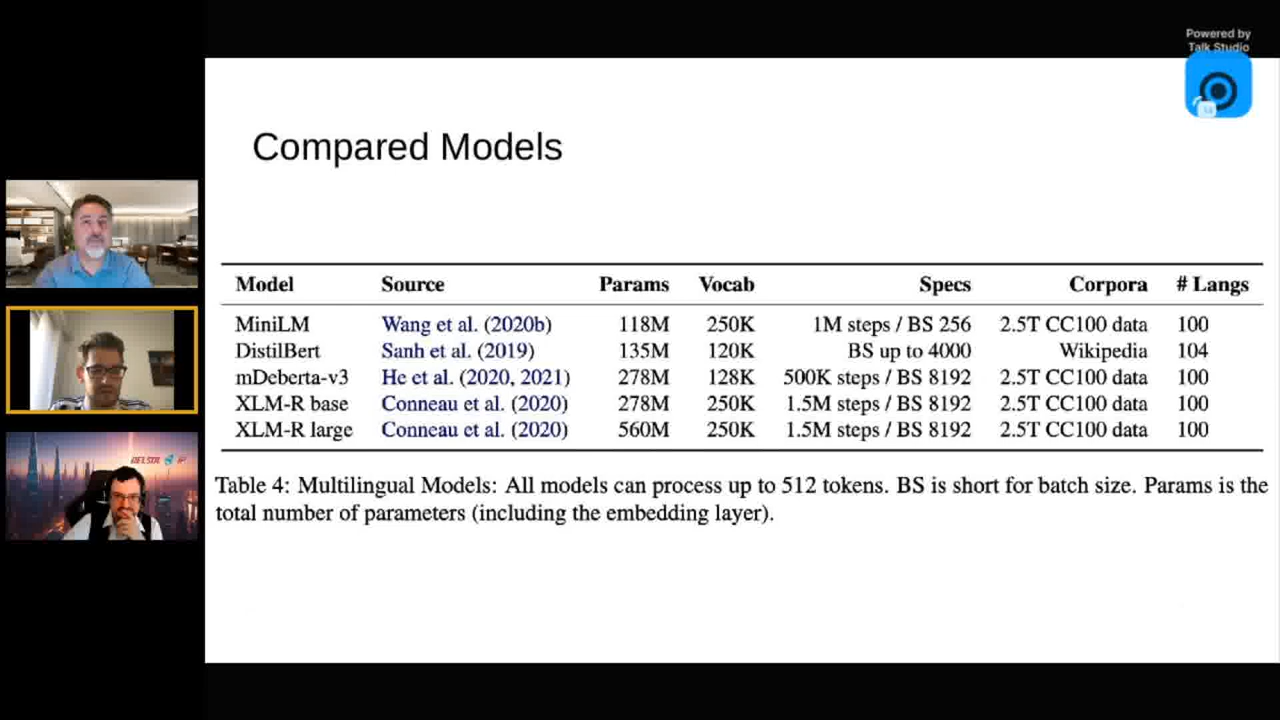 Powered by
Talk Studio
Compared Models
Model Source Params Vocab Specs Corpora # Langs
MiniLM Wang et al. (2020b) 118M 250K 1M steps / BS 256 2.5T CC100 data 100
DistilBert Sanh et al. (2019) 135M 120K BS up to 4000 Wikipedia 104
mDeberta-v3 He et al. (2020, 2021) 278M 128K 500K steps / BS 8192 2.5T CC100 data 100
XLM-R base Conneau et al. (2020) 278M 250K 1.5M steps / BS 8192 2.5T CC100 data 100
XLM-R large Conneau et al. (2020) 560M 250K 1.5M steps / BS 8192 2.5T CC100 data 100
Table 4: Multilingual Models: All models can process up to 512 tokens. BS is short for batch size. Params is the
total number of parameters (including the embedding layer).